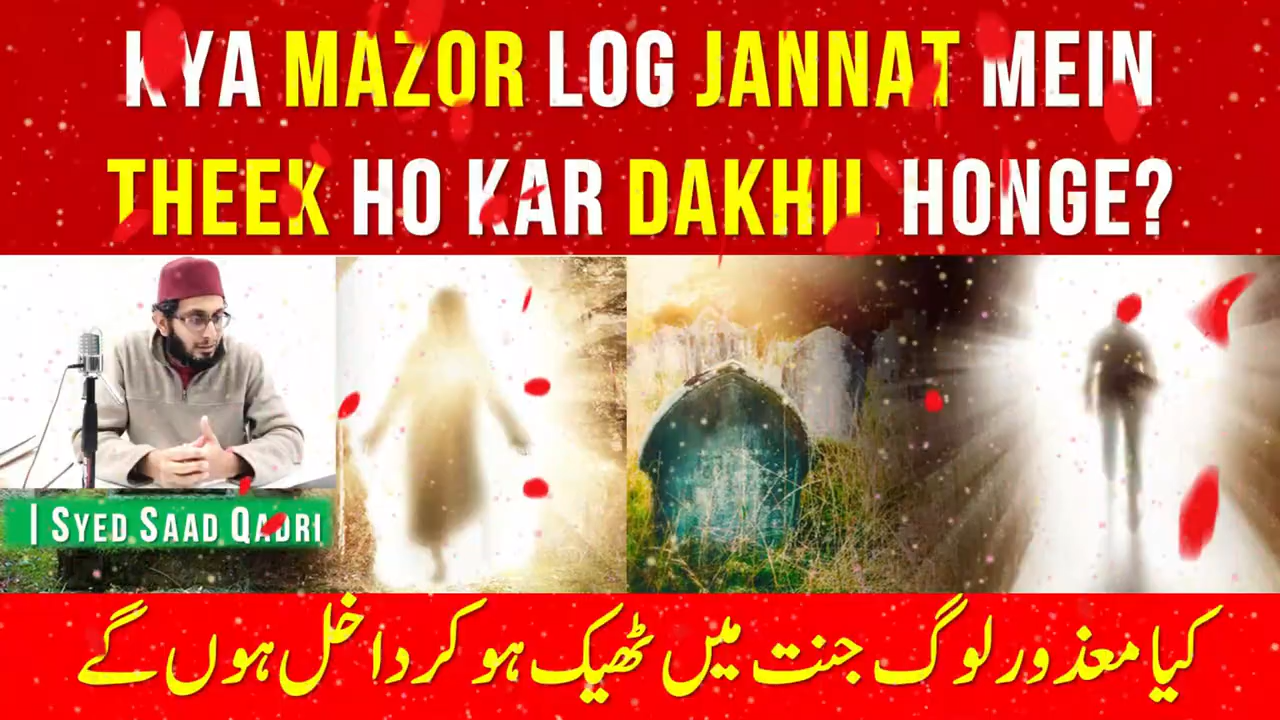 KYA MAZOR LOG JANNAT MEIN
THEEK HO KAR DAKHIL HONGE?
| SYED SAAD QADRI
کیا معذور لوگ جنت میں ٹھیک ہو کر داخل ہوں گے